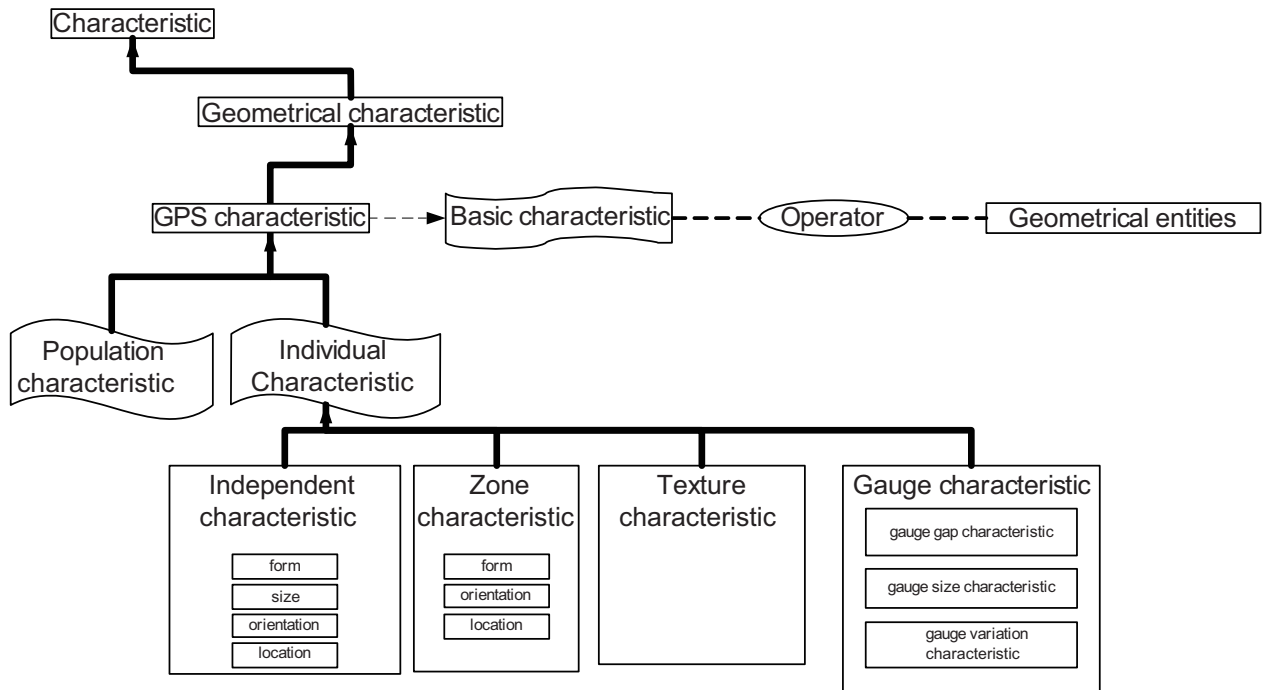 Characteristic
Geometrical characteristic
GPS characteristic
Basic characteristic
Operator
Geometrical entities
Population
characteristic
Individual
Characteristic
Independent
characteristic
form
size
orientation
location
Zone
characteristic
form
orientation
location
Texture
characteristic
Gauge characteristic
gauge gap characteristic
gauge size characteristic
gauge variation
characteristic